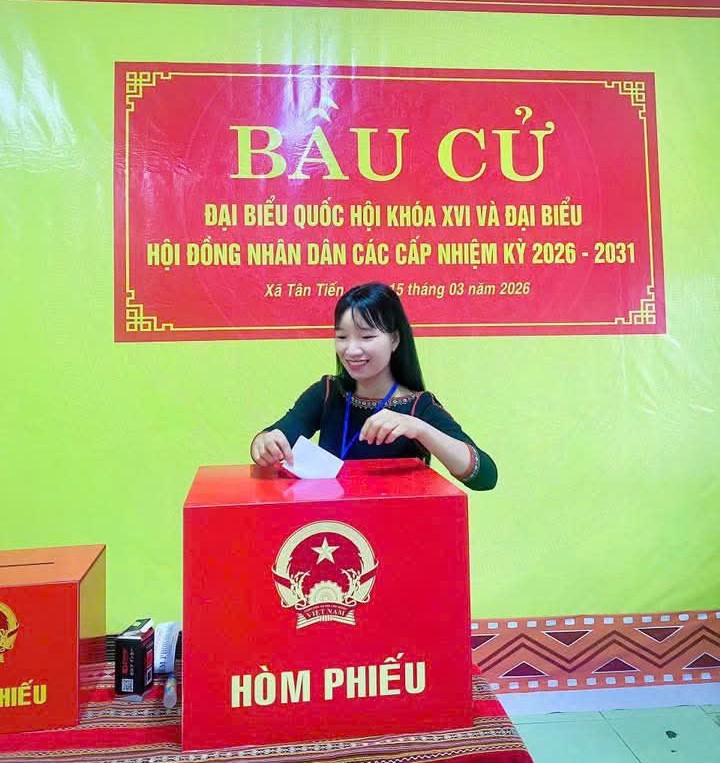 BẦU CỬ
ĐẠI BIỂU QUỐC HỘI KHÓA XVI VÀ ĐẠI BIỂU
HỘI ĐỒNG NHÂN DÂN CÁC CẤP NHIỆM KỲ 2026 - 2031
Xã Tân Tiến 15 tháng 03 năm 2026
VIỆT NAM
HÒM PHIẾU
HIẾU